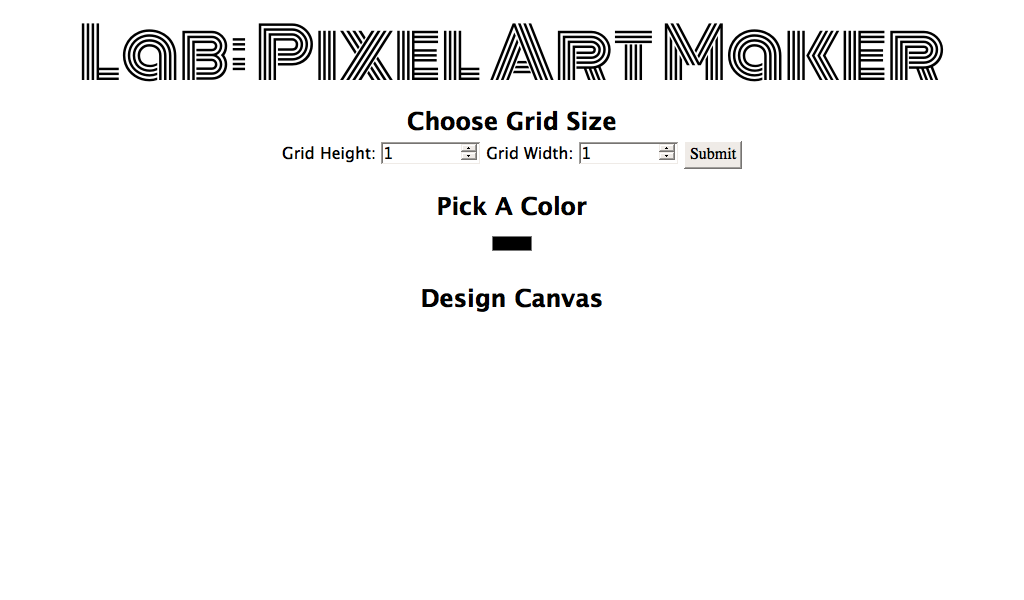 Lab: Pixel Art Maker
Choose Grid Size
Grid Height: 1 Grid Width: 1 Submit
Pick A Color
Design Canvas